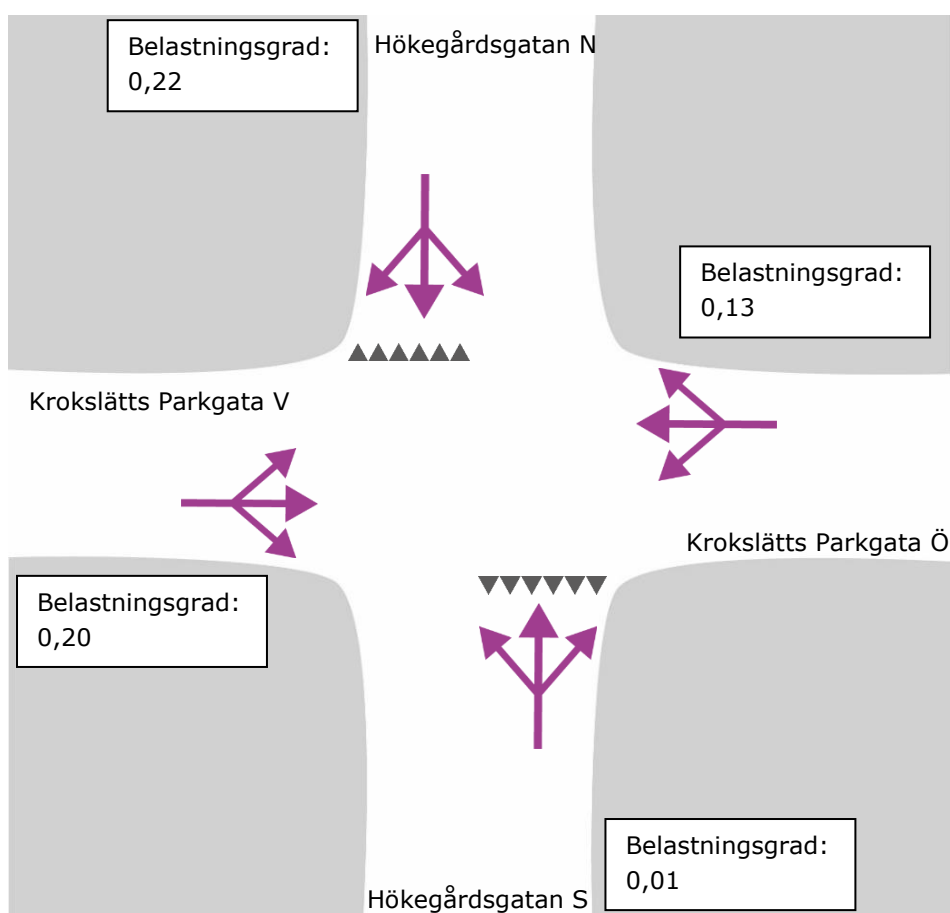 Belastningsgrad:
0,22
Hökegårdsgatan N
Belastningsgrad:
0,13
Krokslätts Parkgata V
Krokslätts Parkgata Ö
Belastningsgrad:
0,20
Belastningsgrad:
0,01
Hökegårdsgatan S